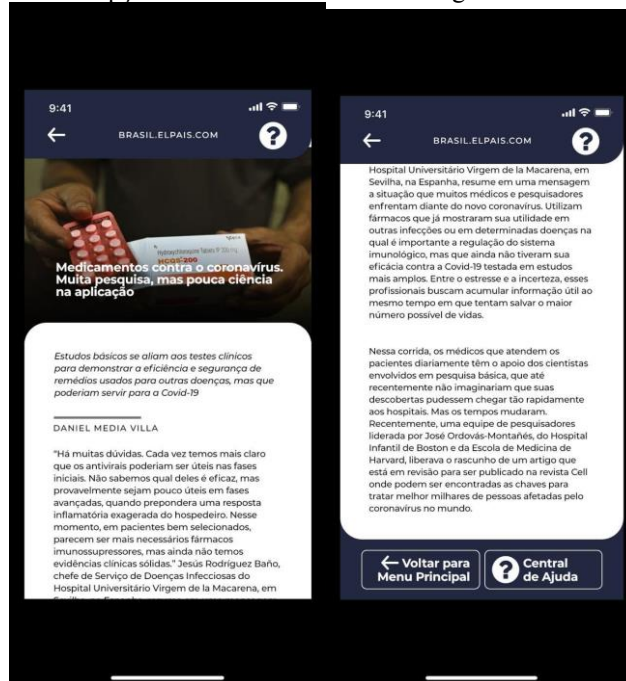 9:41
BRASIL.ELPAIS.COM
?
Hydroxychloroquine Tablets
HCQS-200
Medicamentos contra o coronavírus.
Muita pesquisa, mas pouca ciência
na aplicação
Estudos básicos se aliam aos testes clínicos
para demonstrar a eficiência e segurança de
remédios usados para outras doenças, mas que
poderiam servir para a Covid-19
DANIEL MEDIA VILLA
"Há muitas dúvidas. Cada vez temos mais claro
que os antivirais poderiam ser úteis nas fases
iniciais. Não sabemos qual deles é eficaz, mas
provavelmente sejam pouco úteis em fases
avançadas, quando prepondera uma resposta
inflamatória exagerada do hospedeiro. Nesse
momento, em pacientes bem selecionados,
parecem ser mais necessários fármacos
imunossupressores, mas ainda não temos
evidências clínicas sólidas." Jesús Rodríguez Baño,
chefe de Serviço de Doenças Infecciosas do
Hospital Universitário Virgem de la Macarena, em
9:41
BRASIL.ELPAIS.COM
?
Hospital Universitário Virgem de la Macarena, em
Sevilha, na Espanha, resume em uma mensagem
a situação que muitos médicos e pesquisadores
enfrentam diante do novo coronavírus. Utilizam
fármacos que já mostraram sua utilidade em
outras infecções ou em determinadas doenças na
qual é importante a regulação do sistema
imunológico, mas que ainda não tiveram sua
eficácia contra a Covid-19 testada em estudos
mais amplos. Entre o estresse e a incerteza, esses
profissionais buscam acumular informação útil ao
mesmo tempo em que tentam salvar o maior
número possível de vidas.
Nessa corrida, os médicos que atendem os
pacientes diariamente têm o apoio dos cientistas
envolvidos em pesquisa básica, que até
recentemente não imaginariam que suas
descobertas pudessem chegar tão rapidamente
aos hospitais. Mas os tempos mudaram.
Recentemente, uma equipe de pesquisadores
liderada por José Ordovás-Montañés, do Hospital
Infantil de Boston e da Escola de Medicina de
Harvard, liberava o rascunho de um artigo que
está em revisão para ser publicado na revista Cell
onde podem ser encontradas as chaves para
tratar melhor milhares de pessoas afetadas pelo
coronavírus no mundo.
Voltar para
Menu Principal
? Central
de Ajuda